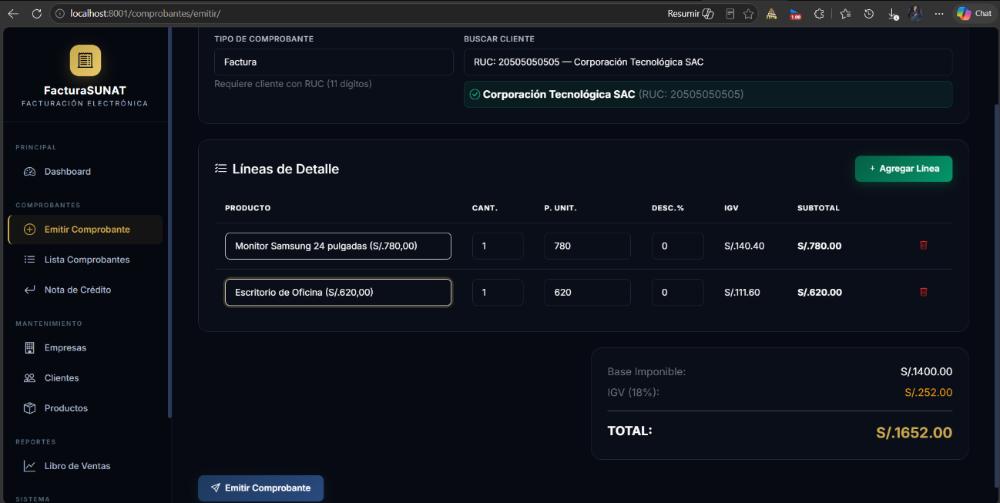 localhost:8001/comprobantes/emitir/
Resumir
1.00
Chat
FacturaSUNAT
FACTURACIÓN ELECTRÓNICA
PRINCIPAL
Dashboard
COMPROBANTES
Emitir Comprobante
Lista Comprobantes
Nota de Crédito
MANTENIMIENTO
Empresas
Clientes
Productos
REPORTES
Libro de Ventas
SISTEMA
TIPO DE COMPROBANTE
Factura
Requiere cliente con RUC (11 dígitos)
BUSCAR CLIENTE
RUC: 20505050505 — Corporación Tecnológica SAC
Corporación Tecnológica SAC (RUC: 20505050505)
Líneas de Detalle
+ Agregar Línea
PRODUCTO CANT. P. UNIT. DESC.% IGV SUBTOTAL
Monitor Samsung 24 pulgadas (S/.780,00) 1 780 0 S/.140.40 S/.780.00
Escritorio de Oficina (S/.620,00) 1 620 0 S/.111.60 S/.620.00
Base Imponible: S/.1400.00
IGV (18%): S/.252.00
TOTAL: S/.1652.00
Emitir Comprobante